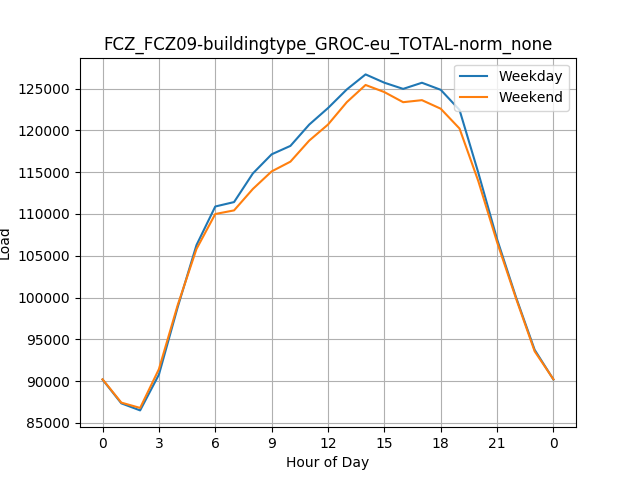 FCZ_FCZ09-buildingtype_GROC-eu_TOTAL-norm_none
Weekday
Weekend
125000
120000
115000
110000
105000
100000
95000
90000
85000
Load
0 3 6 9 12 15 18 21 0
Hour of Day